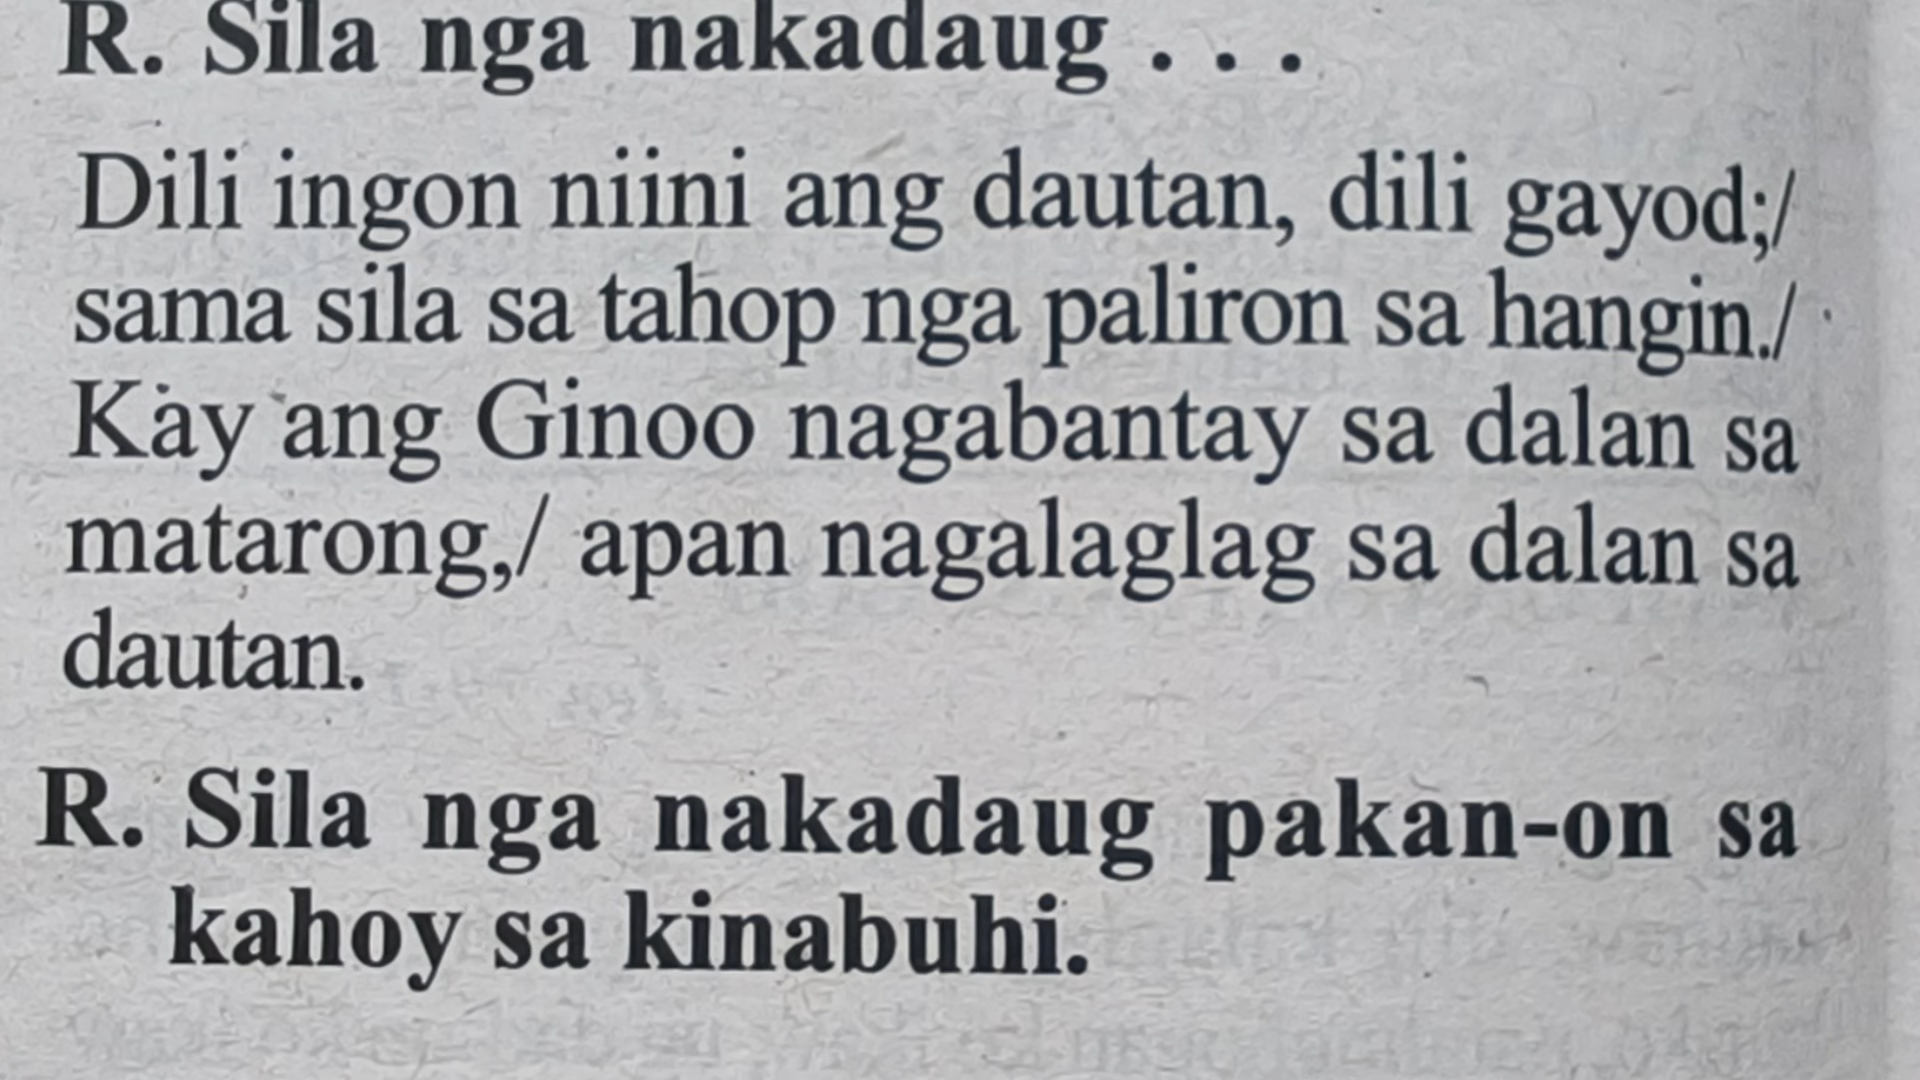 R. Sila nga nakadaug . . .
Dili ingon niini ang dautan, dili gayod;/
sama sila sa tahop nga paliron sa hangin./
Kay ang Ginoo nagabantay sa dalan sa
matarong,/ apan nagalaglag sa dalan sa
dautan.
R. Sila nga nakadaug pakan-on sa
kahoy sa kinabuhi.